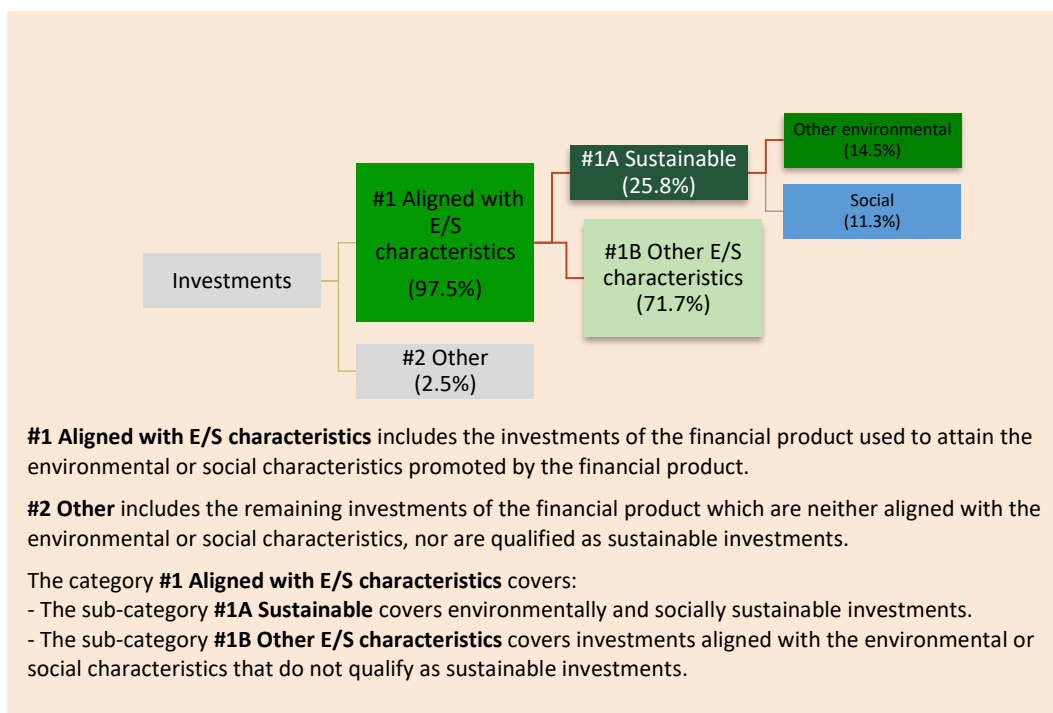 Investments
#1 Aligned with
E/S
characteristics
(97.5%)
#2 Other
(2.5%)
#1A Sustainable
(25.8%)
#1B Other E/S
characteristics
(71.7%)
Other environmental
(14.5%)
Social
(11.3%)
#1 Aligned with E/S characteristics includes the investments of the financial product used to attain the
environmental or social characteristics promoted by the financial product.
#2 Other includes the remaining investments of the financial product which are neither aligned with the
environmental or social characteristics, nor are qualified as sustainable investments.
The category #1 Aligned with E/S characteristics covers:
- The sub-category #1A Sustainable covers environmentally and socially sustainable investments.
- The sub-category #1B Other E/S characteristics covers investments aligned with the environmental or
social characteristics that do not qualify as sustainable investments.